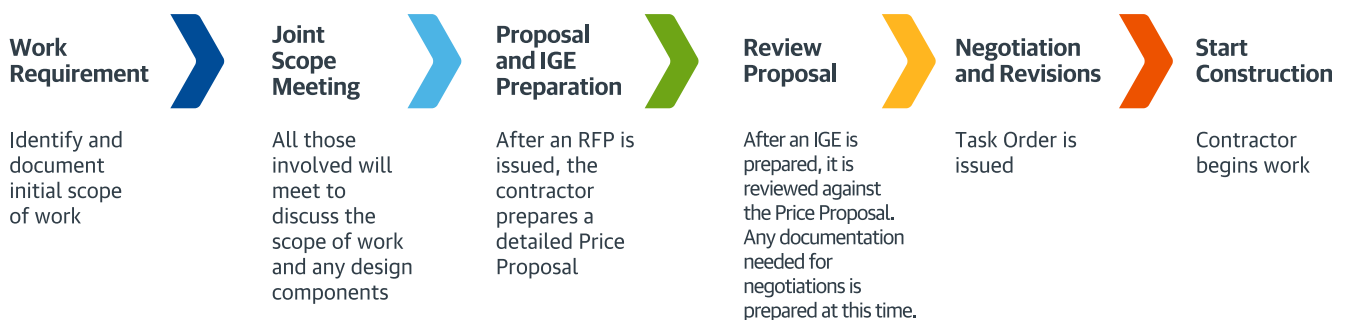 Work
Requirement
Identify and
document
initial scope
of work
Joint
Scope
Meeting
All those
involved will
meet to
discuss the
scope of work
and any design
components
Proposal
and IGE
Preparation
After an RFP is
issued, the
contractor
prepares a
detailed Price
Proposal
Review
Proposal
After an IGE is
prepared, it is
reviewed against
the Price Proposal.
Any documentation
needed for
negotiations is
prepared at this time.
Negotiation
and Revisions
Task Order is
issued
Start
Construction
Contractor
begins work